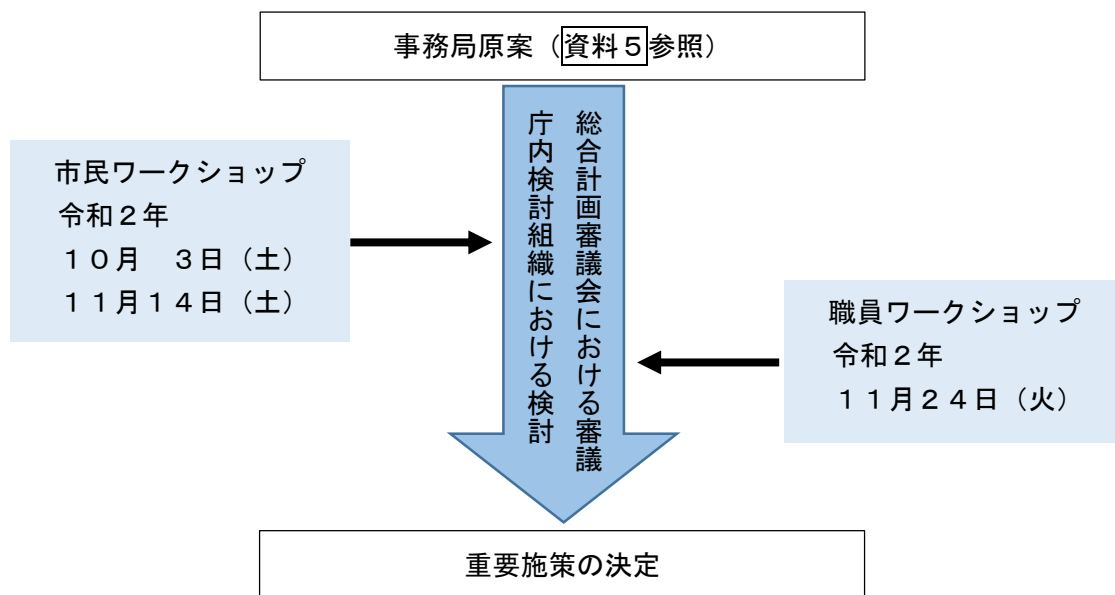 事務局原案（資料５参照）
市民ワークショップ
令和２年
１０月　３日（土）
１１月１４日（土）
総合計画審議会における審議
庁内検討組織における検討
職員ワークショップ
令和２年
１１月２４日（火）
重要施策の決定